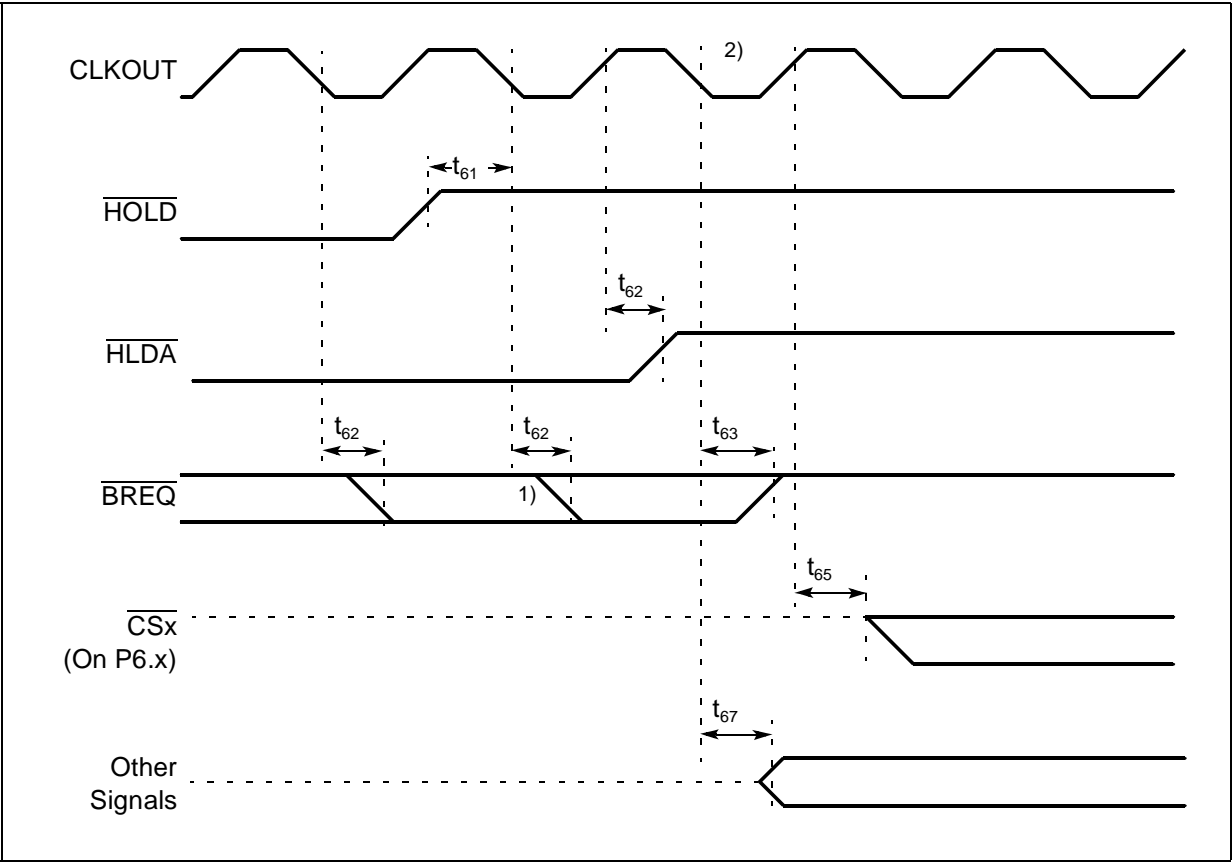 2)
CLKOUT
t61
HOLD
t62
HLDA
t62
t62
t63
BREQ
1)
t65
CSx
(On P6.x)
t67
Other
Signals